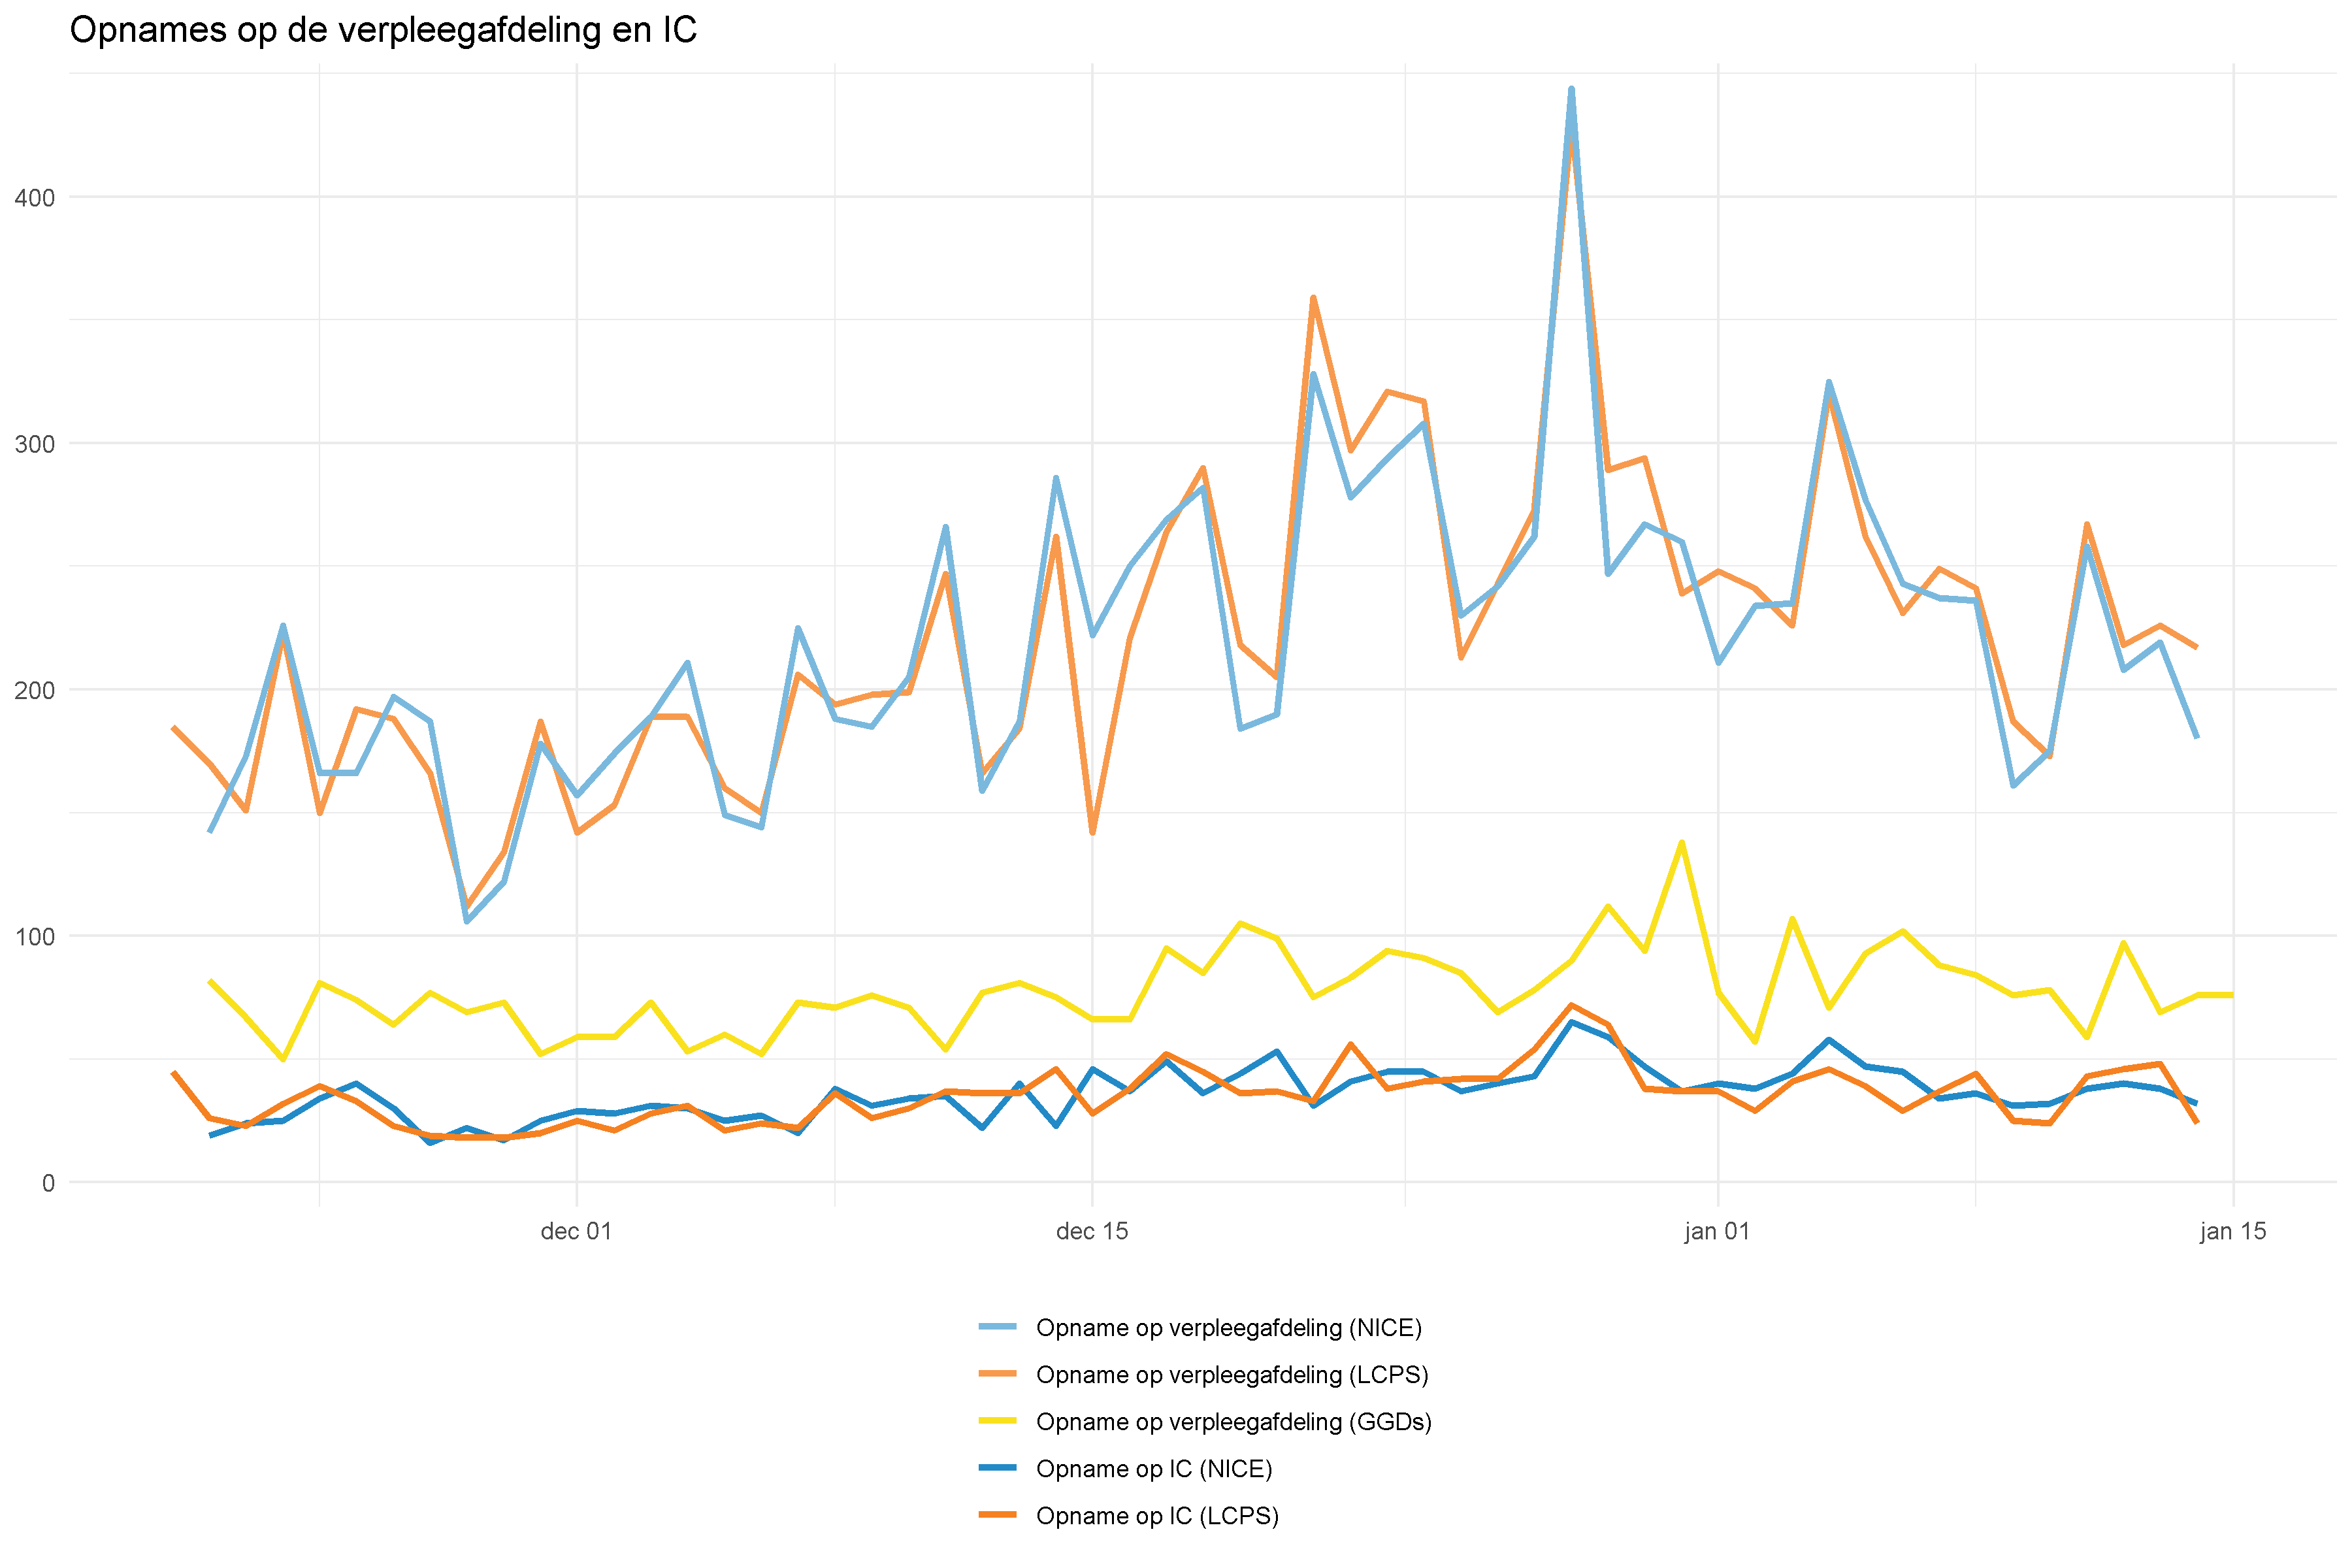 Opnames op de verpleegafdeling en IC
400
300
200
100
0
dec 01
dec 15
jan 01
jan 15
Opname op verpleegafdeling (NICE)
Opname op verpleegafdeling (LCPS)
Opname op verpleegafdeling (GGDs)
Opname op IC (NICE)
Opname op IC (LCPS)